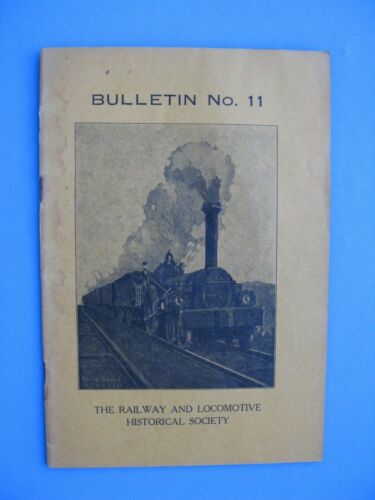 BULLETIN No. 11
THE RAILWAY AND LOCOMOTIVE
HISTORICAL SOCIETY